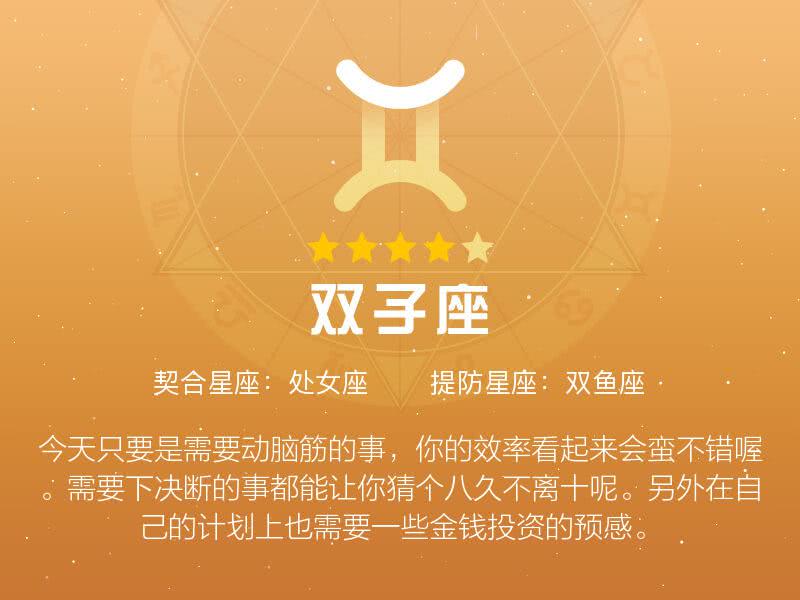 双子座
契合星座：处女座 提防星座：双鱼座
今天只要是需要动脑筋的事，你的效率看起来会蛮不错喔
。需要下决断的事都能让你猜个八久不离十呢。另外在自
己的计划上也需要一些金钱投资的预感。